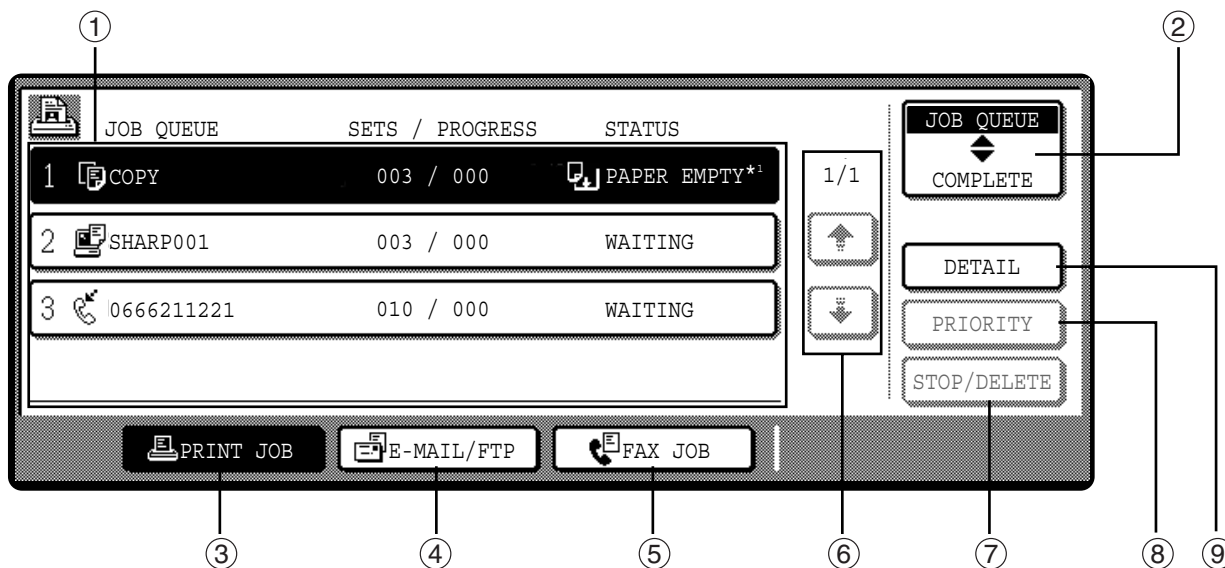 ① ②
JOB QUEUE SETS / PROGRESS STATUS
1 COPY 003 / 000 PAPER EMPTY*1
2 SHARP001 003 / 000 WAITING
3 0666211221 010 / 000 WAITING
1/1
JOB QUEUE
COMPLETE
DETAIL
PRIORITY
STOP/DELETE
PRINT JOB E-MAIL/FTP FAX JOB
③ ④ ⑤ ⑥ ⑦ ⑧ ⑨